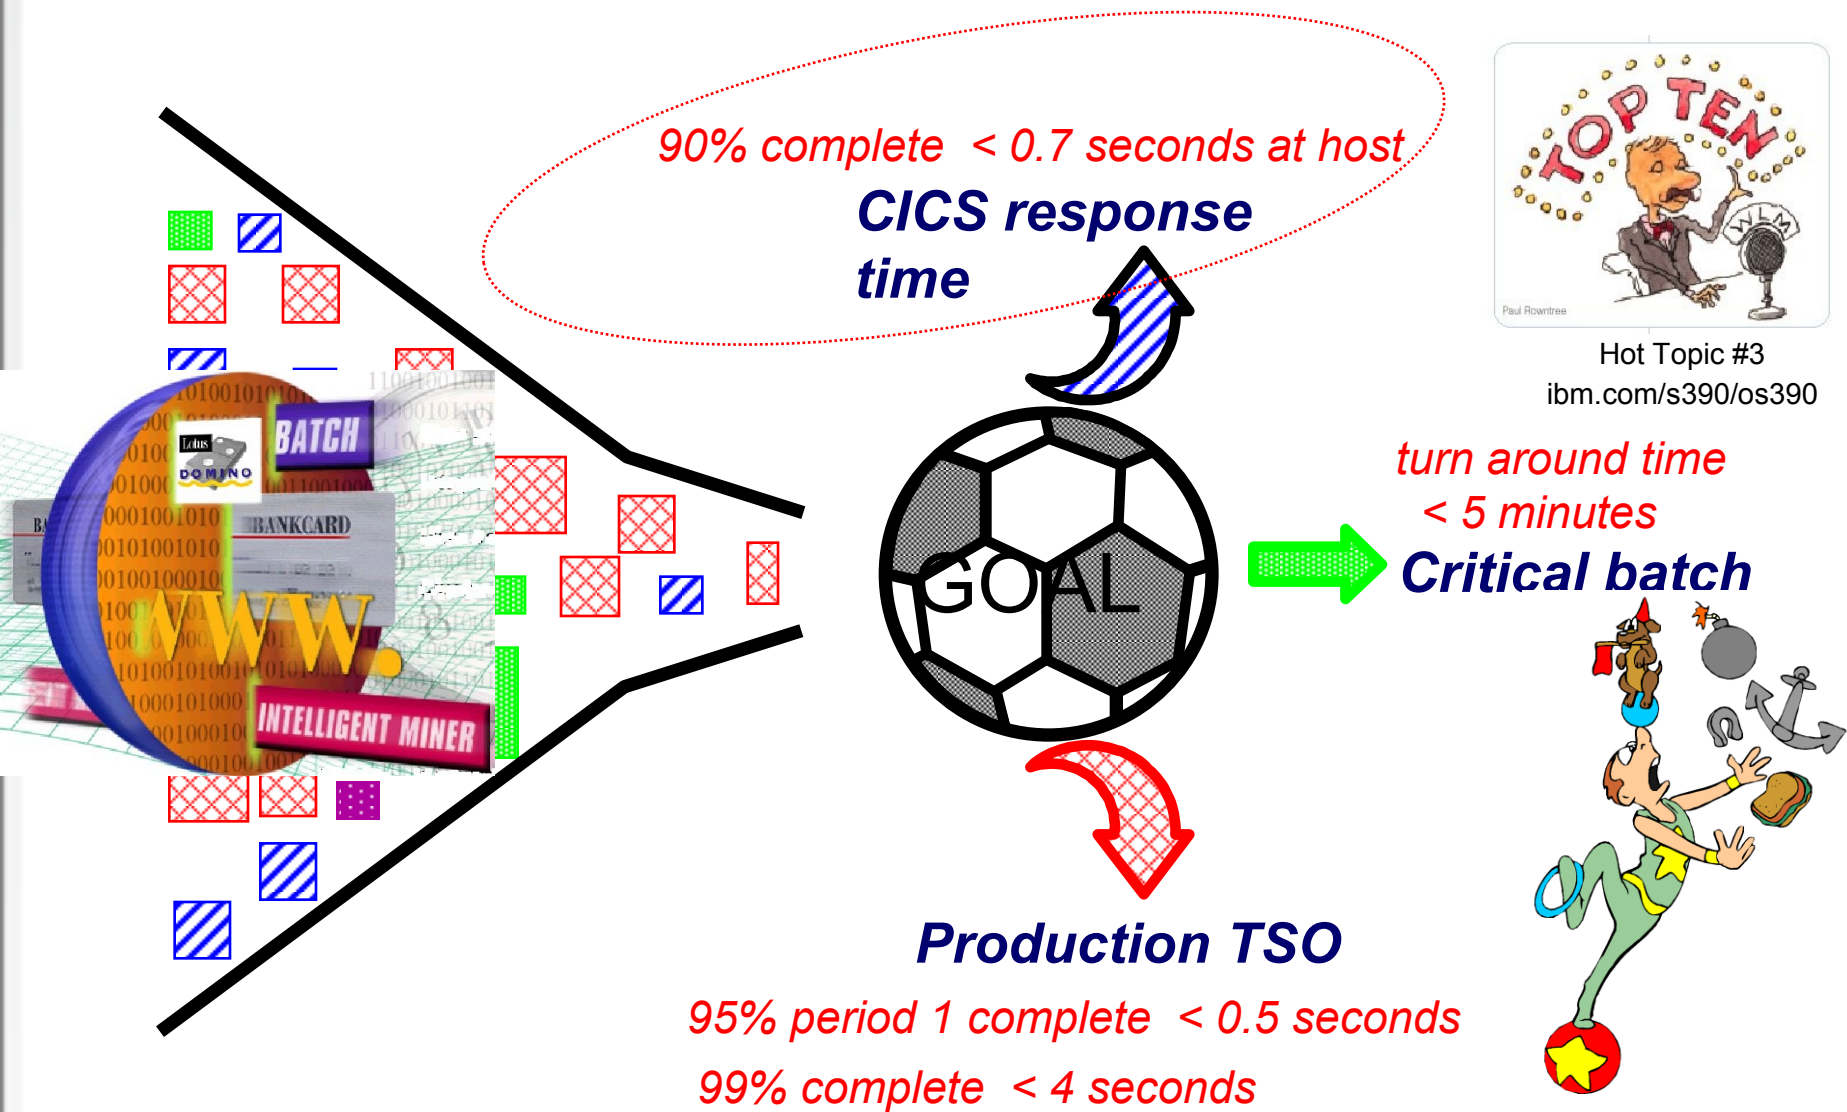 90% complete < 0.7 seconds at host
CICS response
time
TOP TEN
WLM
Paul Rowntree
Hot Topic #3
ibm.com/s390/os390
BATCH
Lotus
DOMINO
BANKCARD
WWW.
INTELLIGENT MINER
GOAL
turn around time
< 5 minutes
Critical batch
Production TSO
95% period 1 complete < 0.5 seconds
99% complete < 4 seconds